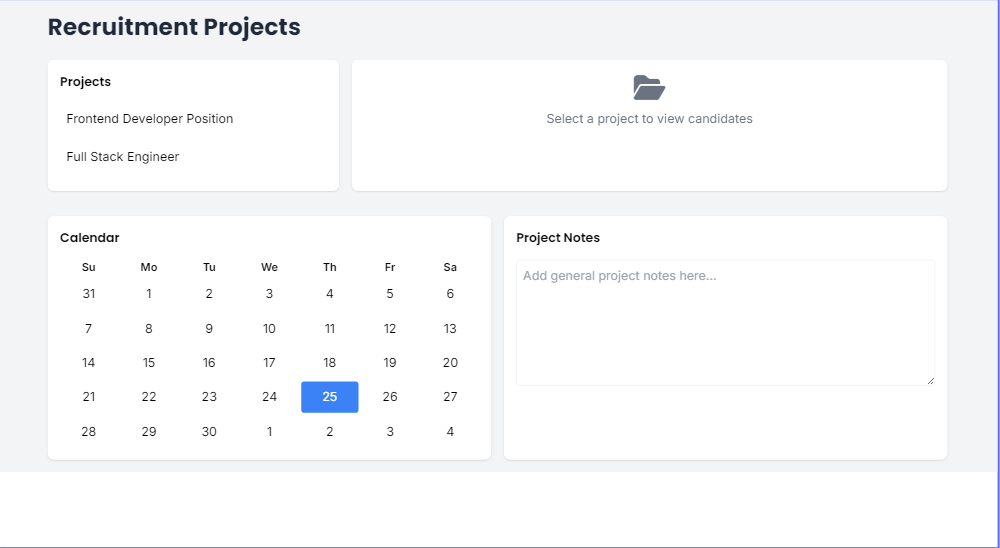 Recruitment Projects
Projects
Frontend Developer Position
Full Stack Engineer
Select a project to view candidates
Calendar
Su Mo Tu We Th Fr Sa
31 1 2 3 4 5 6
7 8 9 10 11 12 13
14 15 16 17 18 19 20
21 22 23 24 25 26 27
28 29 30 1 2 3 4
Project Notes
Add general project notes here...